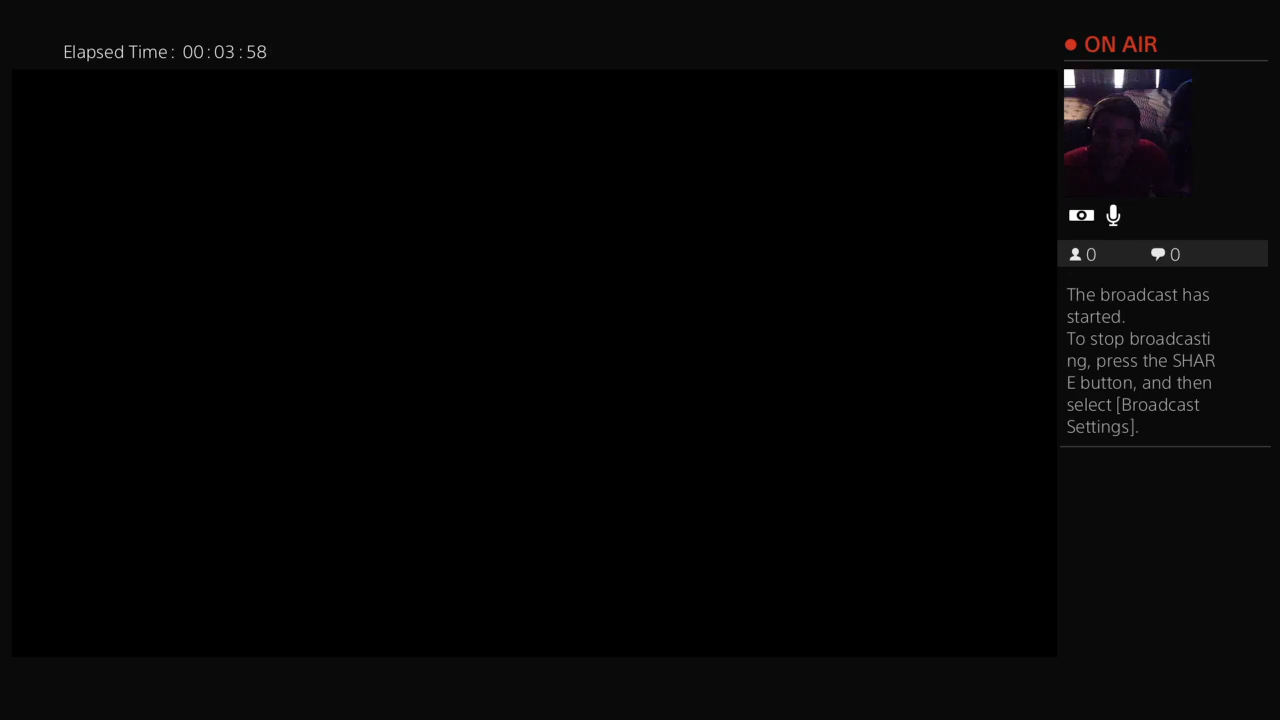 Elapsed Time: 00:03:58
ON AIR
0 0
The broadcast has
started.
To stop broadcasti
ng, press the SHAR
E button, and then
select [Broadcast
Settings].